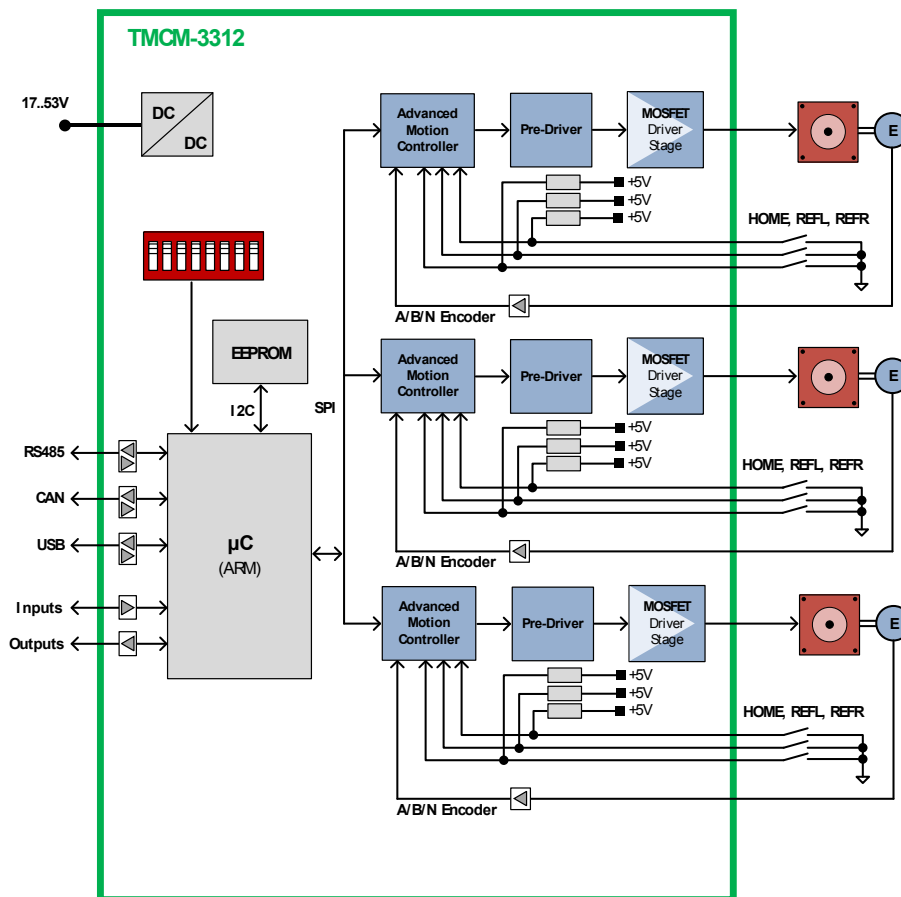 TMCM-3312
17..53V
DC
DC
Advanced
Motion
Controller
Pre-Driver
MOSFET
Driver
Stage
E
+5V
+5V
+5V
HOME, REFL, REFR
A/B/N Encoder
EEPROM
I2C
SPI
Advanced
Motion
Controller
Pre-Driver
MOSFET
Driver
Stage
E
+5V
+5V
+5V
HOME, REFL, REFR
A/B/N Encoder
RS485
CAN
USB
Inputs
Outputs
µC
(ARM)
Advanced
Motion
Controller
Pre-Driver
MOSFET
Driver
Stage
E
+5V
+5V
+5V
HOME, REFL, REFR
A/B/N Encoder